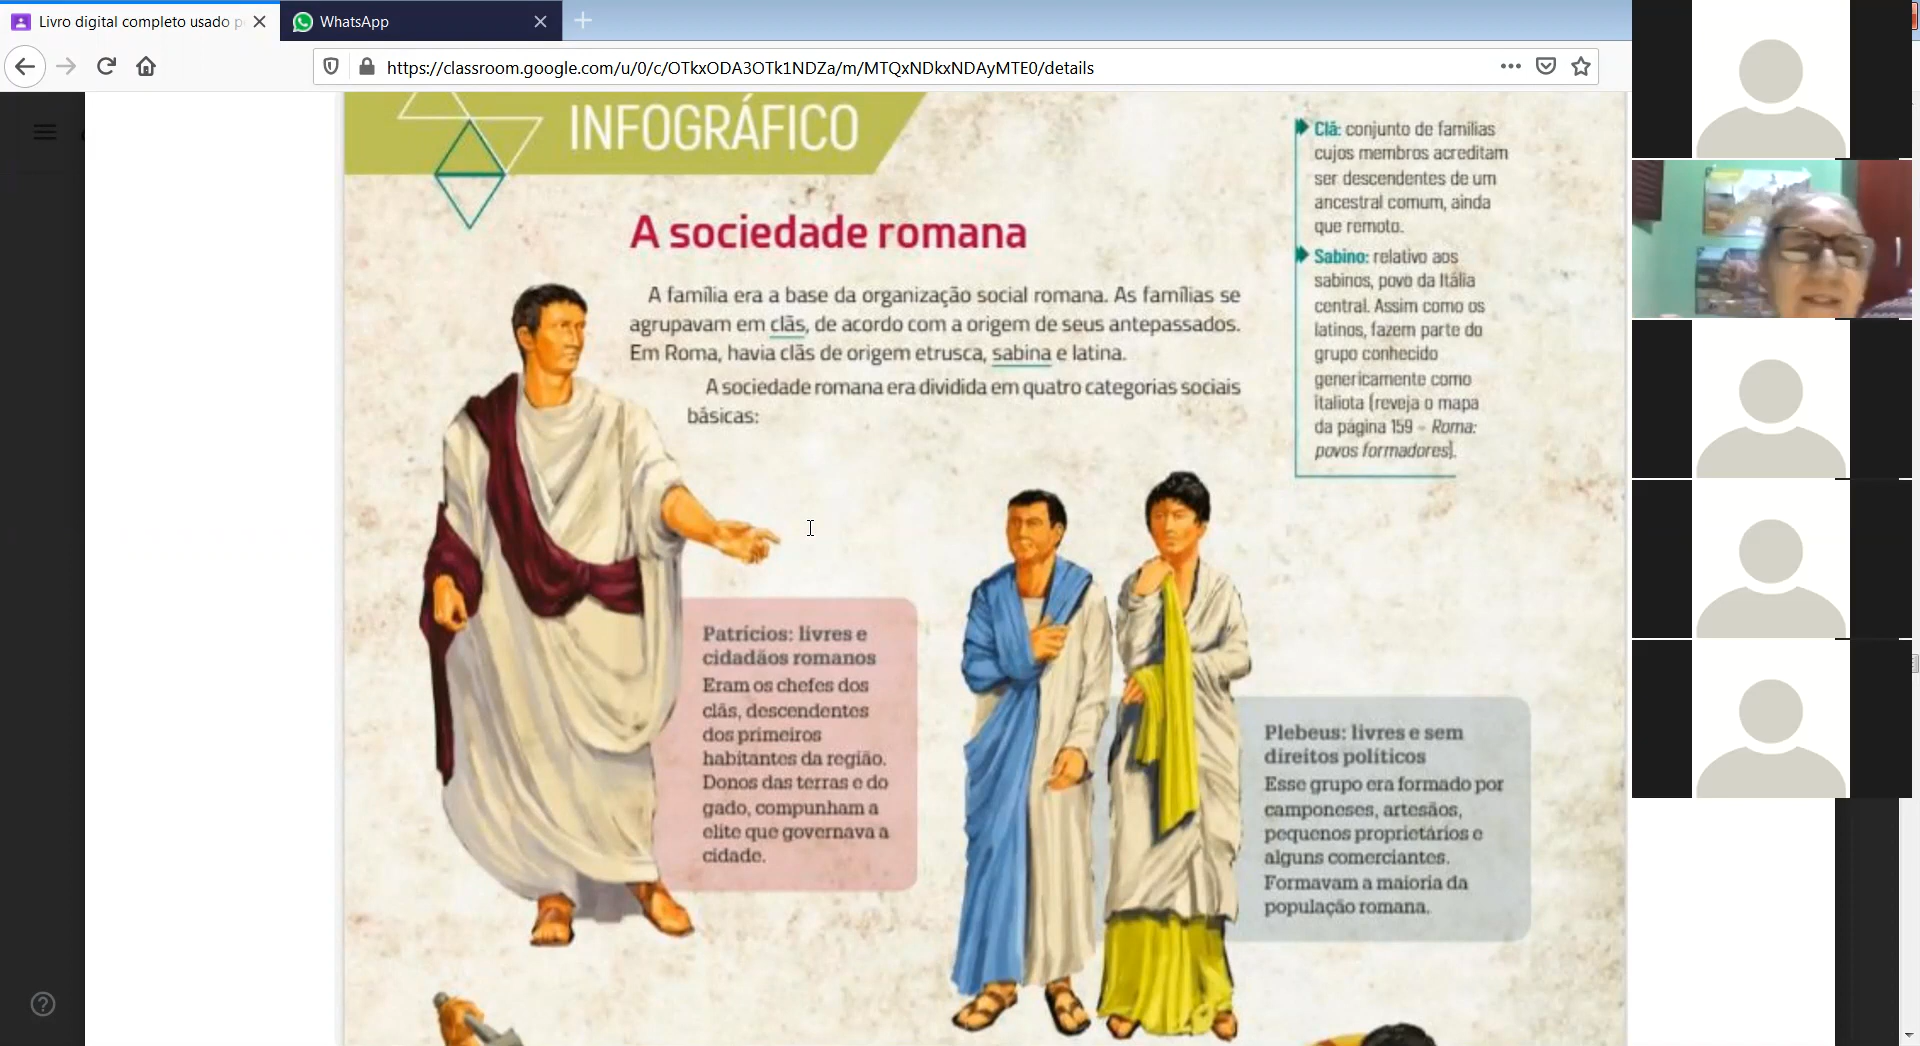 Livro digital completo usado p
WhatsApp
https://classroom.google.com/u/0/c/OTkxODA3OTk1NDZa/m/MTQxNDkxNDAyMTE0/details
INFOGRÁFICO
A sociedade romana
A família era a base da organização social romana. As famílias se
agrupavam em clãs, de acordo com a origem de seus antepassados.
Em Roma, havia clãs de origem etrusca, sabina e latina.
A sociedade romana era dividida em quatro categorias sociais
básicas:
Clã: conjunto de famílias
cujos membros acreditam
ser descendentes de um
ancestral comum, ainda
que remoto.
Sabino: relativo aos
sabinos, povo da Itália
central. Assim como os
latinos, fazem parte do
grupo conhecido
genericamente como
italiota (reveja o mapa
da página 159 - Roma:
povos formadores).
Patrícios: livres e
cidadãos romanos
Eram os chefes dos
clãs, descendentes
dos primeiros
habitantes da região.
Donos das terras e do
gado, compunham a
elite que governava a
cidade.
Plebeus: livres e sem
direitos políticos
Esse grupo era formado por
camponeses, artesãos,
pequenos proprietários e
alguns comerciantes.
Formavam a maioria da
população romana.